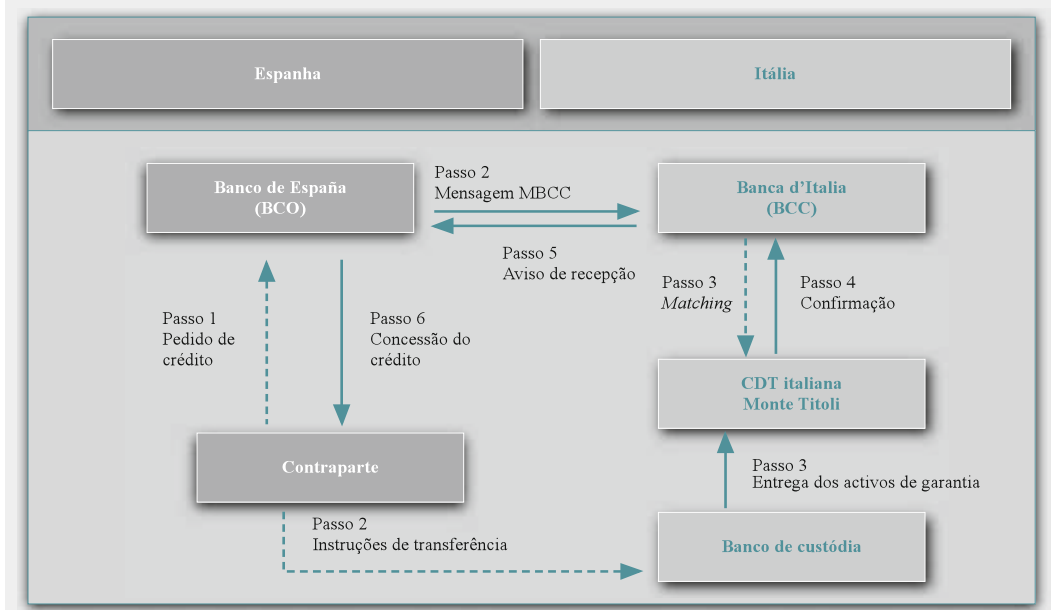 Espanha
Itália
Banco de España
(BCO)
Passo 2
Mensagem MBCC
Banca d’Italia
(BCC)
Passo 5
Aviso de recepção
Passo 1
Pedido de
crédito
Passo 6
Concessão do
crédito
Passo 3
Matching
Passo 4
Confirmação
CDT italiana
Monte Titoli
Contraparte
Passo 3
Entrega dos activos de garantia
Passo 2
Instruções de transferência
Banco de custódia